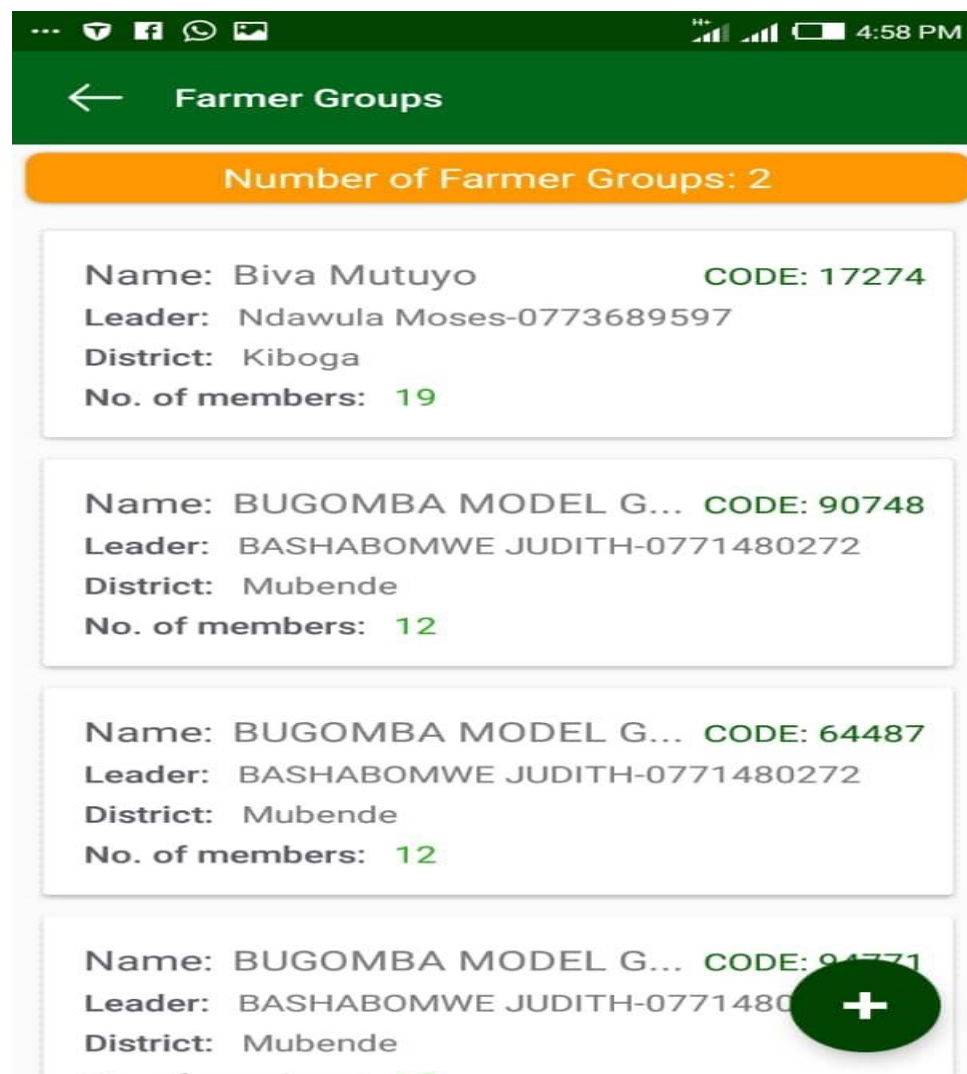 H+ 4:58 PM
Farmer Groups
Number of Farmer Groups: 2
Name: Biva Mutuyo CODE: 17274
Leader: Ndawula Moses-0773689597
District: Kiboga
No. of members: 19
Name: BUGOMBA MODEL G... CODE: 90748
Leader: BASHABOMWE JUDITH-0771480272
District: Mubende
No. of members: 12
Name: BUGOMBA MODEL G... CODE: 64487
Leader: BASHABOMWE JUDITH-0771480272
District: Mubende
No. of members: 12
Name: BUGOMBA MODEL G... CODE: 94771
Leader: BASHABOMWE JUDITH-077148
District: Mubende